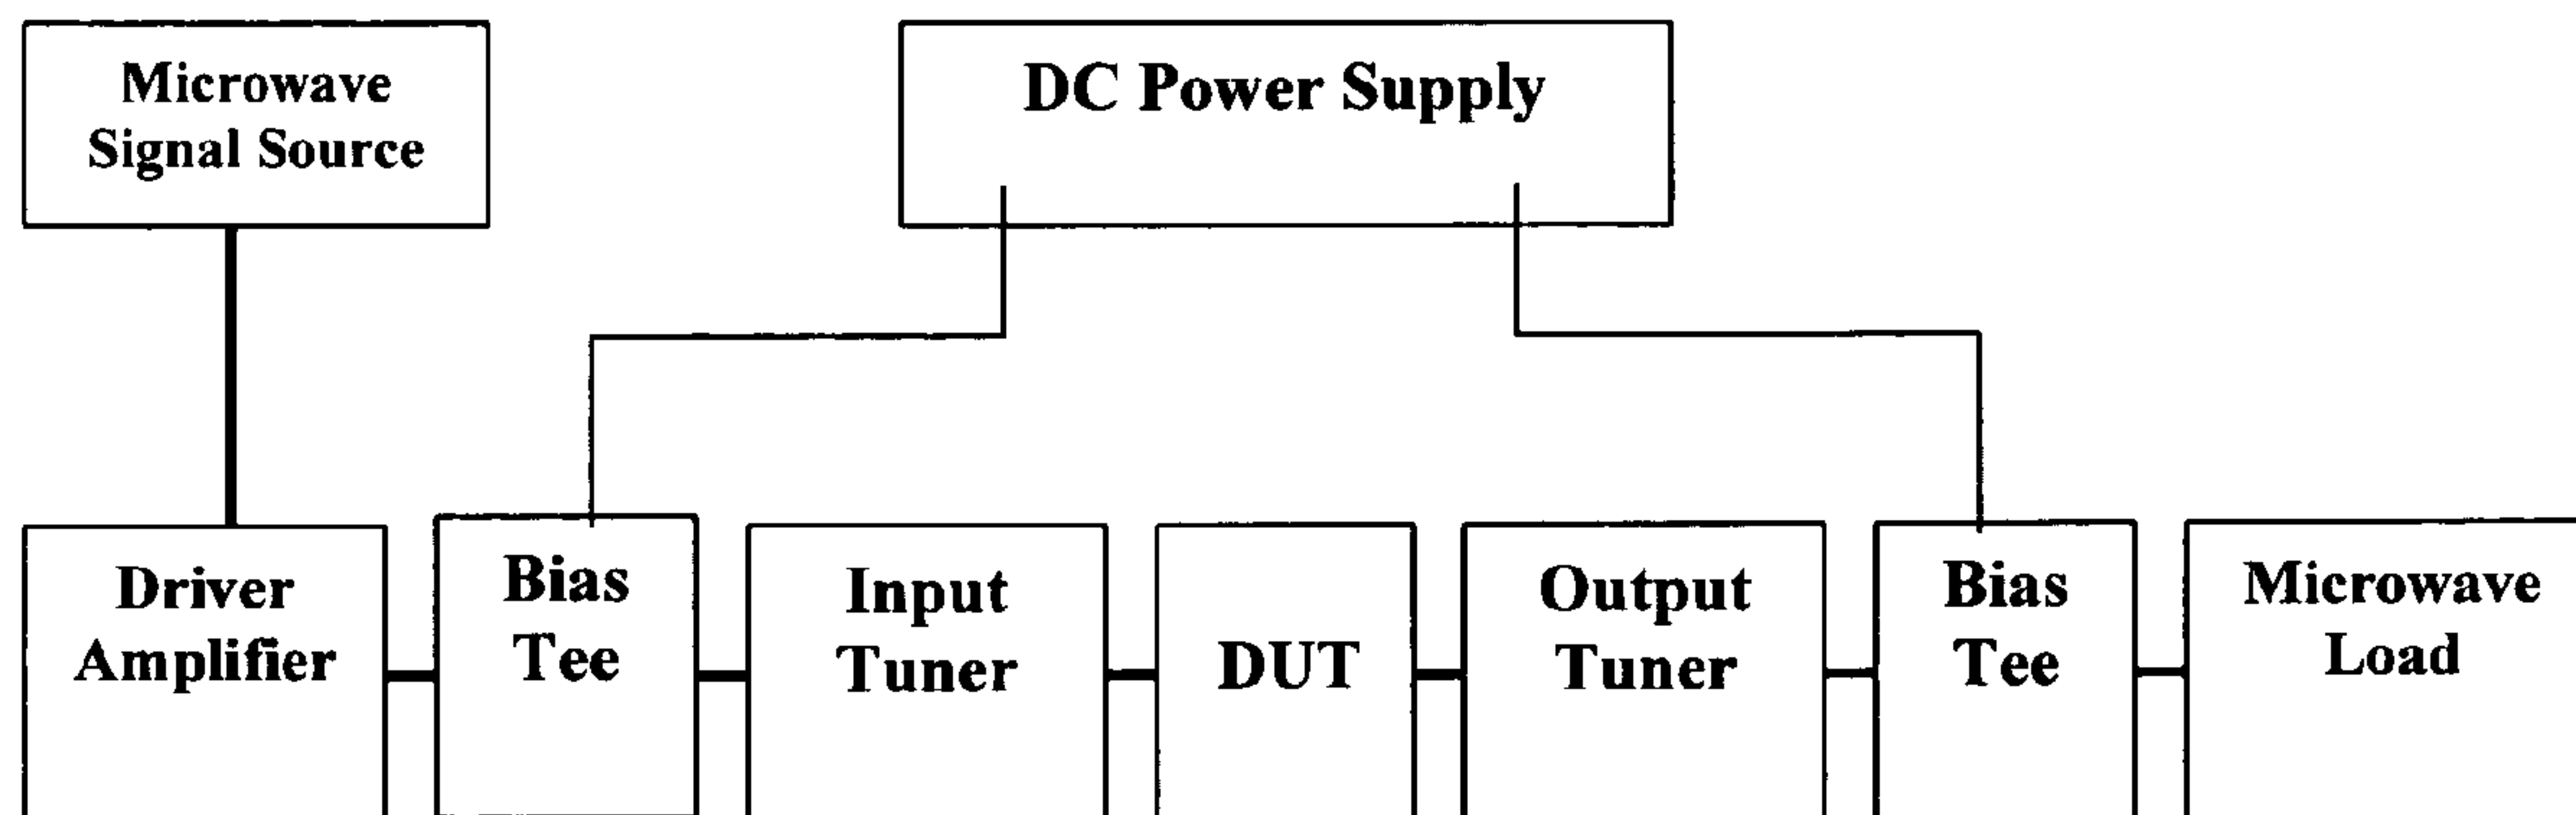 Microwave
Signal Source
DC Power Supply
Driver
Amplifier
Bias
Tee
Input
Tuner
DUT
Output
Tuner
Bias
Tee
Microwave
Load